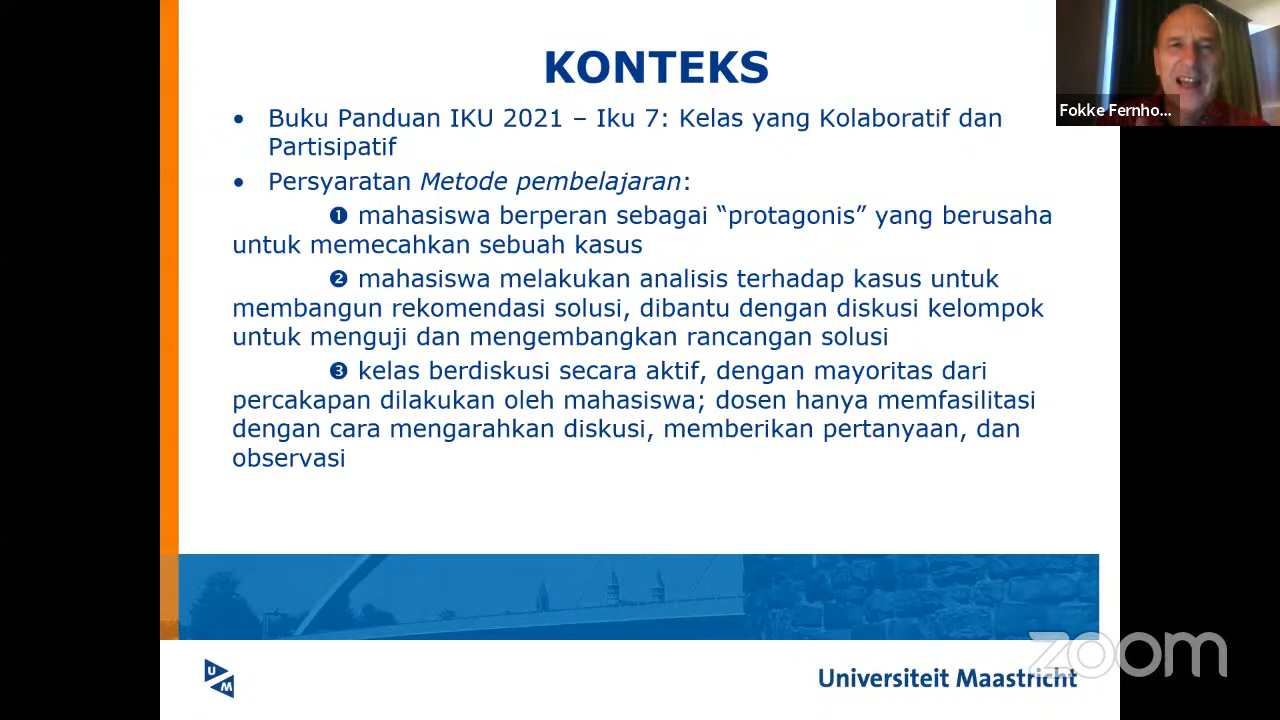 KONTEKS
• Buku Panduan IKU 2021 – Iku 7: Kelas yang Kolaboratif dan
Partisipatif
• Persyaratan Metode pembelajaran:
❶ mahasiswa berperan sebagai “protagonis” yang berusaha
untuk memecahkan sebuah kasus
❷ mahasiswa melakukan analisis terhadap kasus untuk
membangun rekomendasi solusi, dibantu dengan diskusi kelompok
untuk menguji dan mengembangkan rancangan solusi
❸ kelas berdiskusi secara aktif, dengan mayoritas dari
percakapan dilakukan oleh mahasiswa; dosen hanya memfasilitasi
dengan cara mengarahkan diskusi, memberikan pertanyaan, dan
observasi
Fokke Fernho...
UM
Universiteit Maastricht
zoom